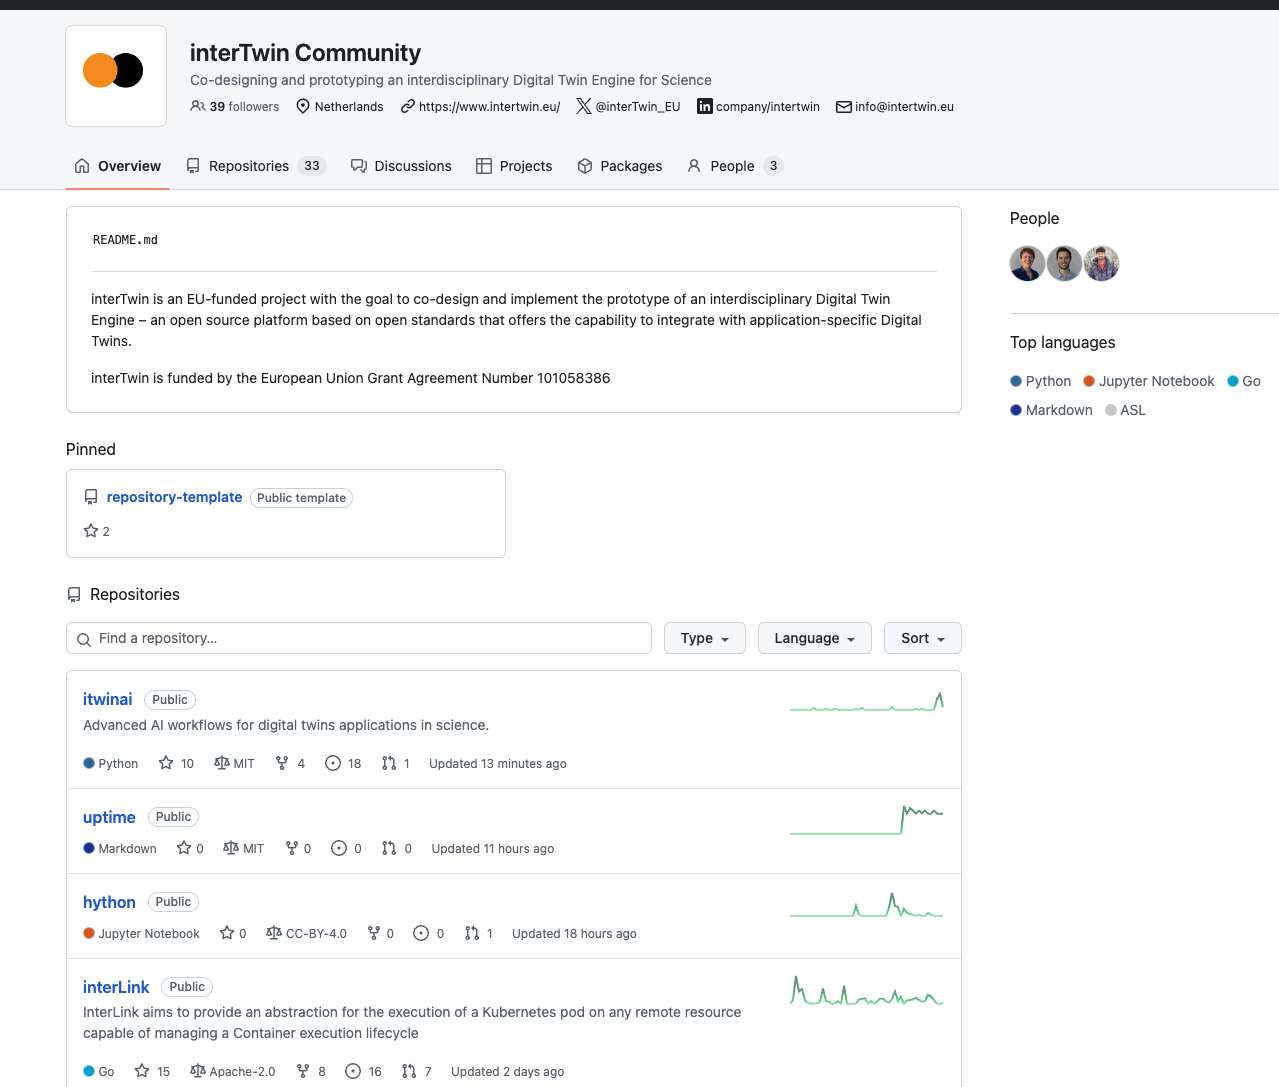 interTwin Community
Co-designing and prototyping an interdisciplinary Digital Twin Engine for Science
39 followers Netherlands https://www.intertwin.eu/ @interTwin_EU company/intertwin info@intertwin.eu
Overview Repositories 33 Discussions Projects Packages People 3
README.md
interTwin is an EU-funded project with the goal to co-design and implement the prototype of an interdisciplinary Digital Twin
Engine – an open source platform based on open standards that offers the capability to integrate with application-specific Digital
Twins.
interTwin is funded by the European Union Grant Agreement Number 101058386
Pinned
repository-template Public template
2
Repositories
Find a repository...
Type Language Sort
itwinai Public
Advanced AI workflows for digital twins applications in science.
Python 10 MIT 4 18 1 Updated 13 minutes ago
uptime Public
Markdown 0 MIT 0 0 0 Updated 11 hours ago
hython Public
Jupyter Notebook 0 CC-BY-4.0 0 0 1 Updated 18 hours ago
interLink Public
InterLink aims to provide an abstraction for the execution of a Kubernetes pod on any remote resource
capable of managing a Container execution lifecycle
Go 15 Apache-2.0 8 16 7 Updated 2 days ago
People
Top languages
Python Jupyter Notebook Go
Markdown ASL